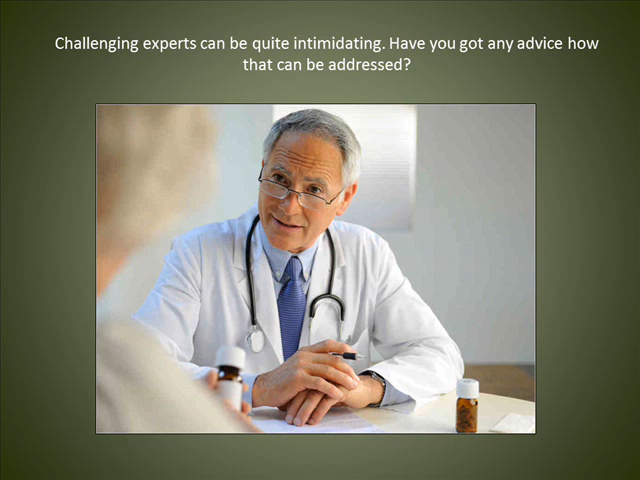 Challenging experts can be quite intimidating. Have you got any advice how
that can be addressed?